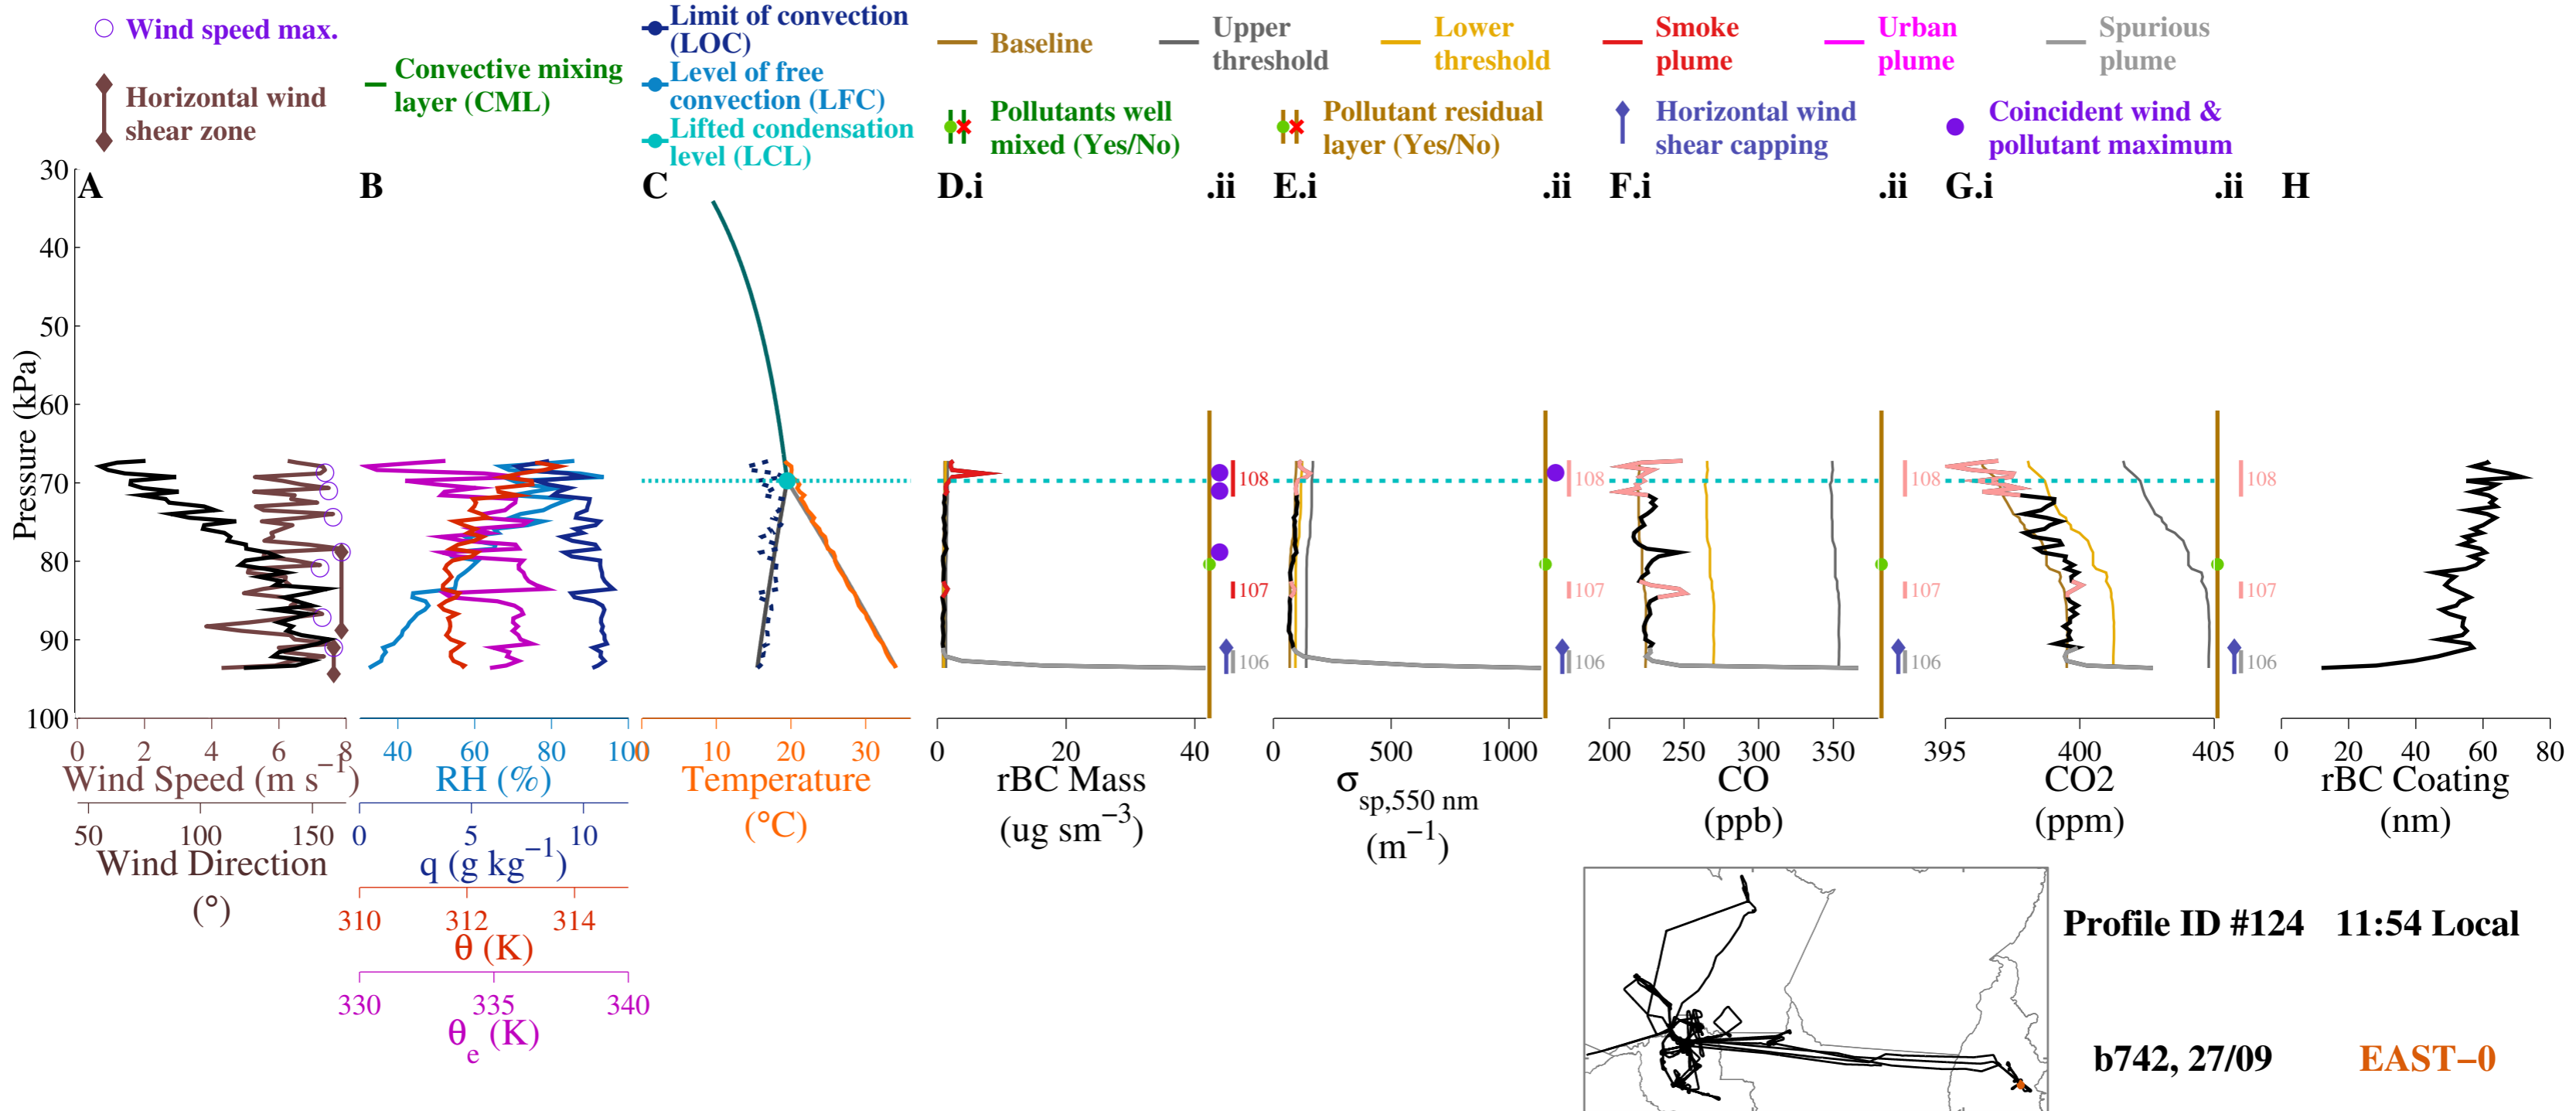 Wind speed max.
Horizontal wind
shear zone
Convective mixing
layer (CML)
Limit of convection
(LOC)
Level of free
convection (LFC)
Lifted condensation
level (LCL)
Baseline
Upper
threshold
Lower
threshold
Smoke
plume
Urban
plume
Spurious
plume
Pollutants well
mixed (Yes/No)
Pollutant residual
layer (Yes/No)
Horizontal wind
shear capping
Coincident wind &
pollutant maximum
A B C D.i .ii E.i .ii F.i .ii G.i .ii H
Pressure (kPa)
30
40
50
60
70
80
90
100
108 108 108 108
107 107 107 107
106 106 106 106
0 2 4 6 8
Wind Speed (m s−1)
50 100 150
Wind Direction
(°)
40 60 80 100
RH (%)
0 5 10
q (g kg−1)
310 312 314
θ (K)
330 335 340
θe (K)
0 10 20 30
Temperature
(°C)
0 20 40
rBC Mass
(ug sm−3)
0 500 1000
σsp,550 nm
(m−1)
200 250 300 350
CO
(ppb)
395 400 405
CO2
(ppm)
0 20 40 60 80
rBC Coating
(nm)
Profile ID #124 11:54 Local
b742, 27/09 EAST−0